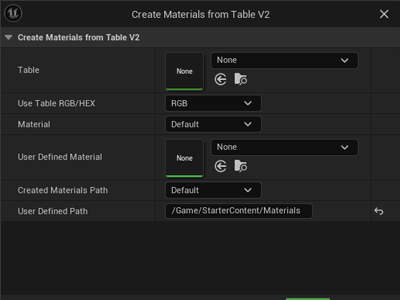 Create Materials from Table V2
Create Materials from Table V2
Table
None
None
Use Table RGB/HEX
RGB
Material
Default
User Defined Material
None
None
Created Materials Path
Default
User Defined Path
/Game/StarterContent/Materials